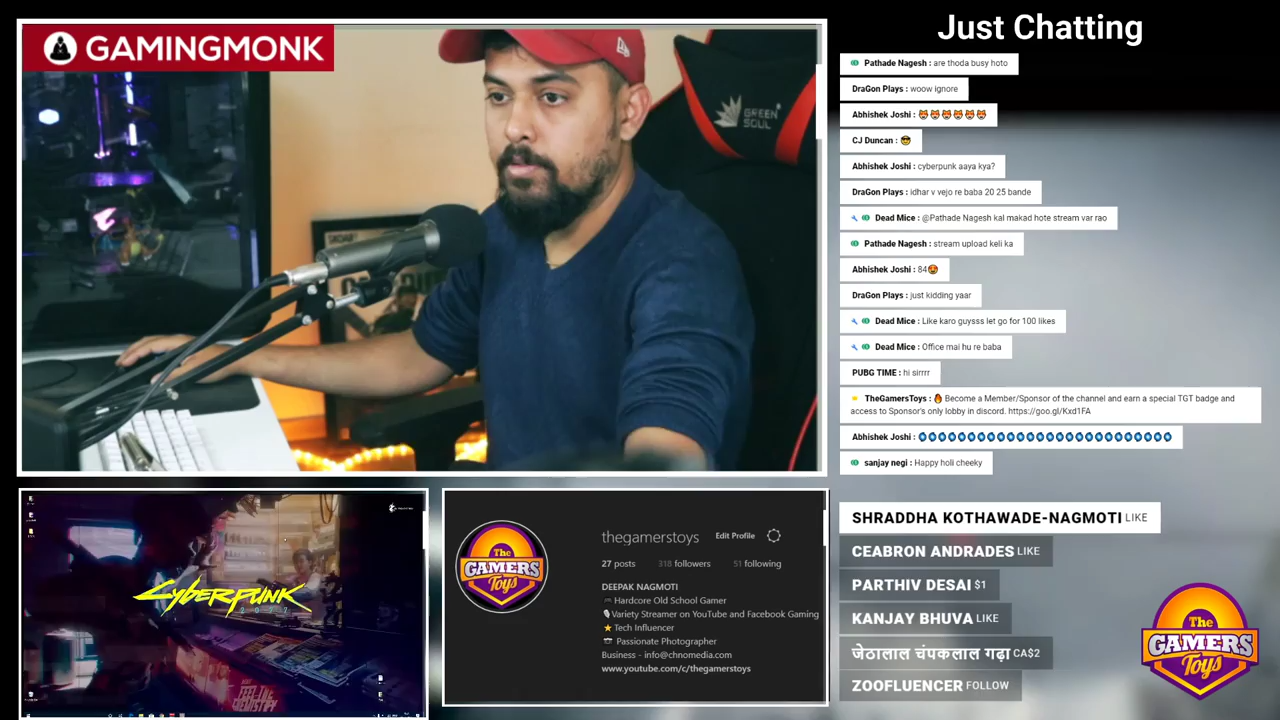 GAMINGMONK
GREEN
SOUL
Just Chatting
Pathade Nagesh : are thoda busy hoto
DraGon Plays : woow ignore
Abhishek Joshi : 😻😻😻😻😻😻
CJ Duncan : 😎
Abhishek Joshi : cyberpunk aaya kya?
DraGon Plays : idhar v vejo re baba 20 25 bande
Dead Mice : @Pathade Nagesh kal makad hote stream var rao
Pathade Nagesh : stream upload keli ka
Abhishek Joshi : 84🥵
DraGon Plays : just kidding yaar
Dead Mice : Like karo guysss let go for 100 likes
Dead Mice : Office mai hu re baba
PUBG TIME : hi sirrrr
TheGamersToys : 🔥 Become a Member/Sponsor of the channel and earn a special TGT badge and
access to Sponsor's only lobby in discord. https://goo.gl/Kxd1FA
Abhishek Joshi : 🧿🧿🧿🧿🧿🧿🧿🧿🧿🧿🧿🧿🧿🧿🧿🧿🧿🧿🧿🧿🧿
sanjay negi : Happy holi cheeky
CYBERPUNK
2077
The
GAMERS
Toys
thegamerstoys Edit Profile
27 posts 318 followers 51 following
DEEPAK NAGMOTI
🎮 Hardcore Old School Gamer
🎙Variety Streamer on YouTube and Facebook Gaming
⭐ Tech Influencer
📷 Passionate Photographer
Business - info@chnomedia.com
www.youtube.com/c/thegamerstoys
SHRADDHA KOTHAWADE-NAGMOTI LIKE
CEABRON ANDRADES LIKE
PARTHIV DESAI $1
KANJAY BHUVA LIKE
जेठालाल चंपकलाल गढ़ा CA$2
ZOOFLUENCER FOLLOW
The
GAMERS
Toys